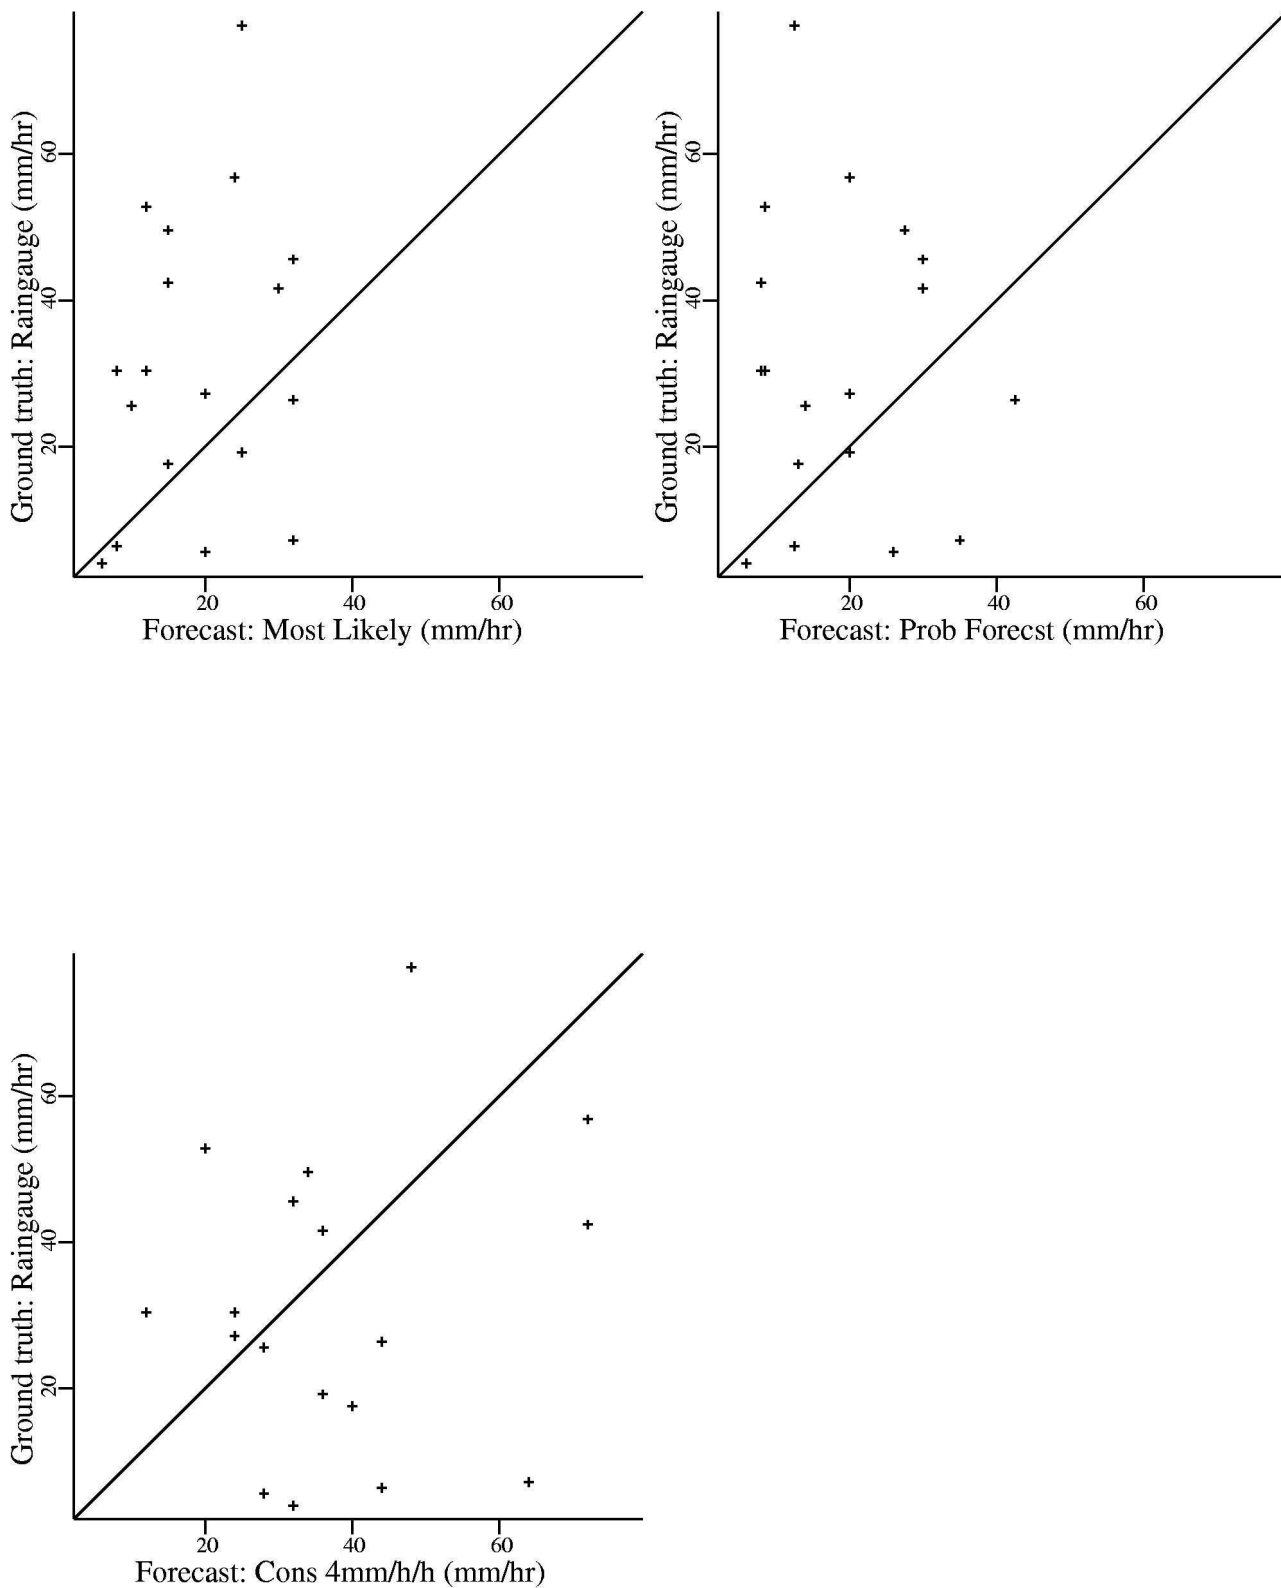 Ground truth: Raingauge (mm/hr)
60
40
20
20 40 60
Forecast: Most Likely (mm/hr)
Ground truth: Raingauge (mm/hr)
60
40
20
20 40 60
Forecast: Prob Forecst (mm/hr)
Ground truth: Raingauge (mm/hr)
60
40
20
20 40 60
Forecast: Cons 4mm/h/h (mm/hr)